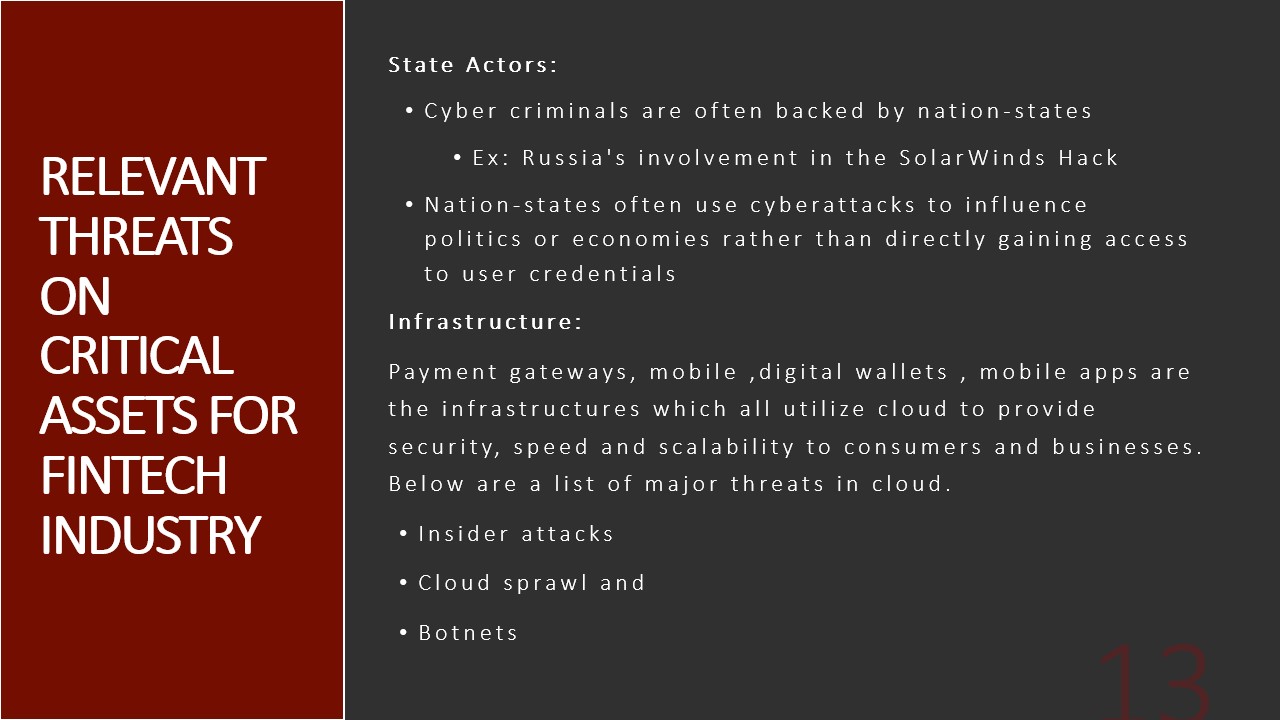 RELEVANT
THREATS
ON
CRITICAL
ASSETS FOR
FINTECH
INDUSTRY
State Actors:
• Cyber criminals are often backed by nation-states
• Ex: Russia's involvement in the SolarWinds Hack
• Nation-states often use cyberattacks to influence
politics or economies rather than directly gaining access
to user credentials
Infrastructure:
Payment gateways, mobile ,digital wallets , mobile apps are
the infrastructures which all utilize cloud to provide
security, speed and scalability to consumers and businesses.
Below are a list of major threats in cloud.
• Insider attacks
• Cloud sprawl and
• Botnets
13